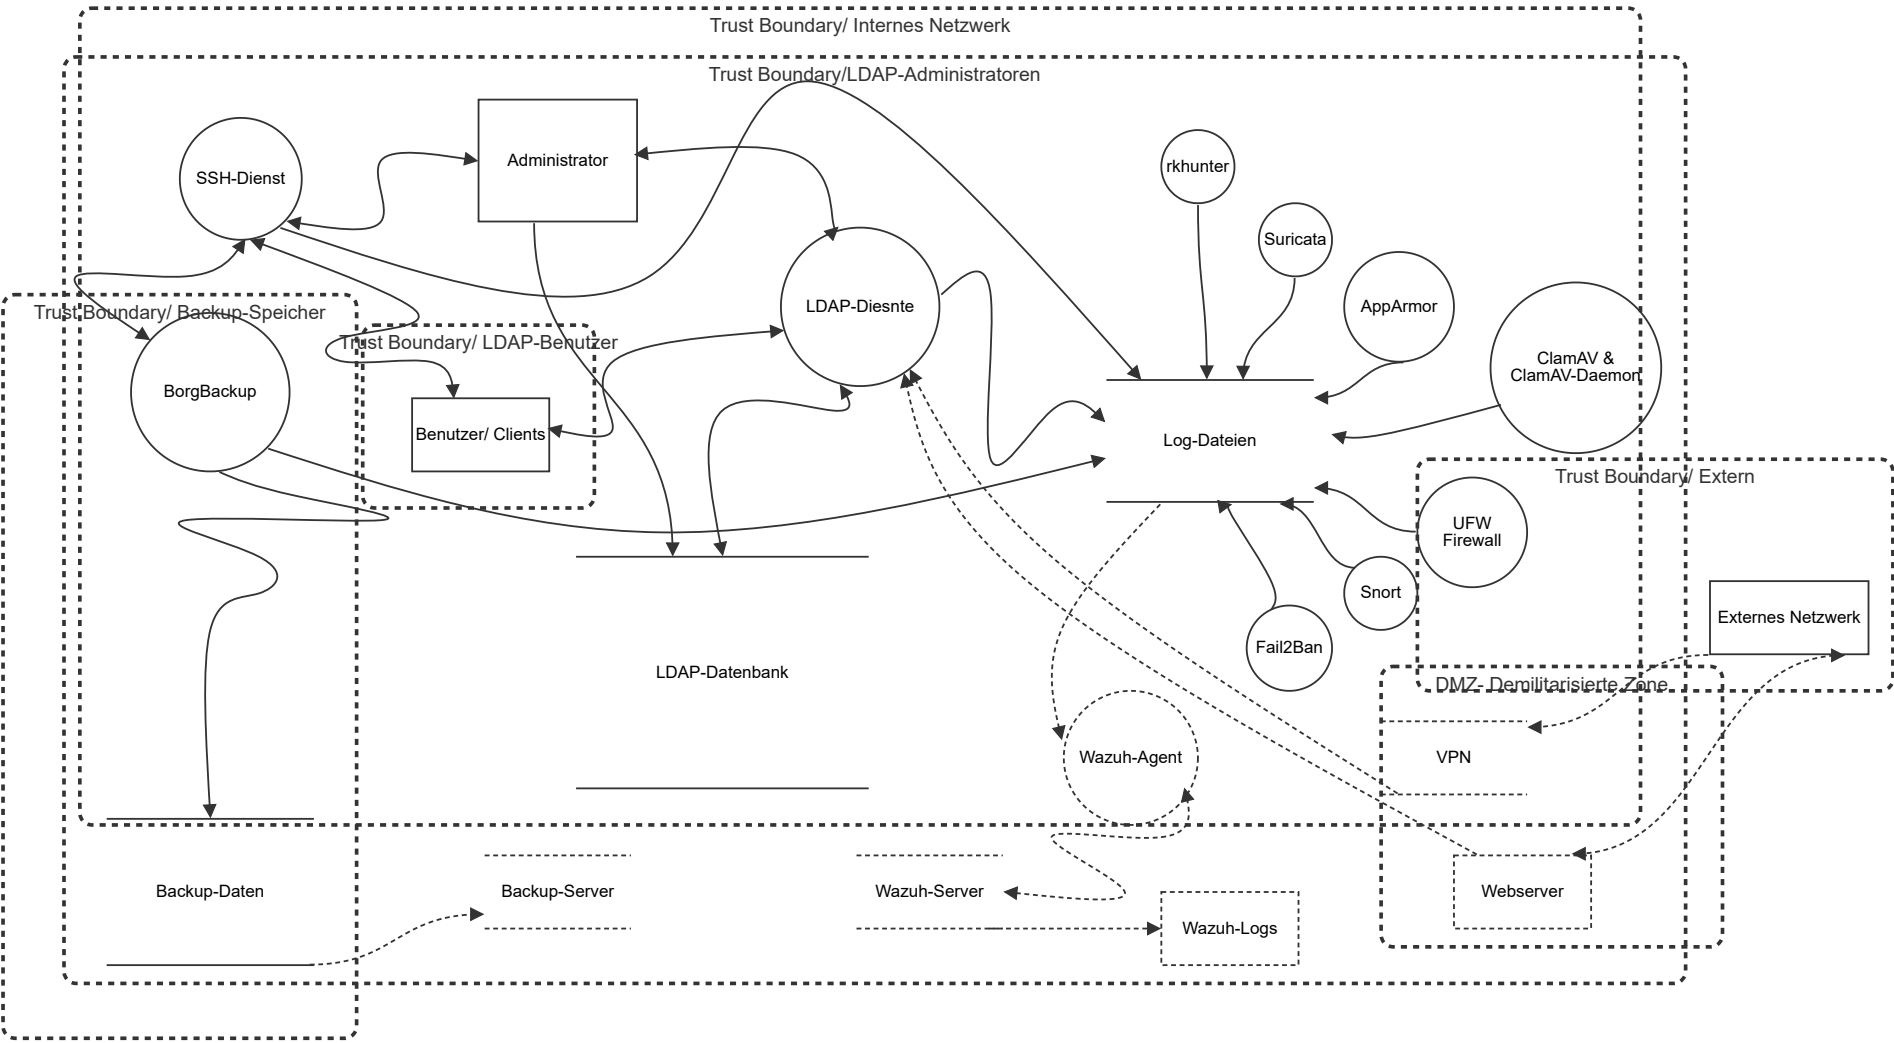 Trust Boundary/ Internes Netzwerk
Trust Boundary/LDAP-Administratoren
Administrator
SSH-Dienst
rkhunter
Suricata
AppArmor
LDAP-Diesnte
Trust Boundary/ Backup-Speicher
Trust Boundary/ LDAP-Benutzer
ClamAV &
ClamAV-Daemon
BorgBackup
Benutzer/ Clients
Log-Dateien
Trust Boundary/ Extern
UFW
Firewall
Snort
Externes Netzwerk
Fail2Ban
LDAP-Datenbank
DMZ- Demilitarisierte Zone
Wazuh-Agent
VPN
Backup-Daten
Backup-Server
Wazuh-Server
Webserver
Wazuh-Logs